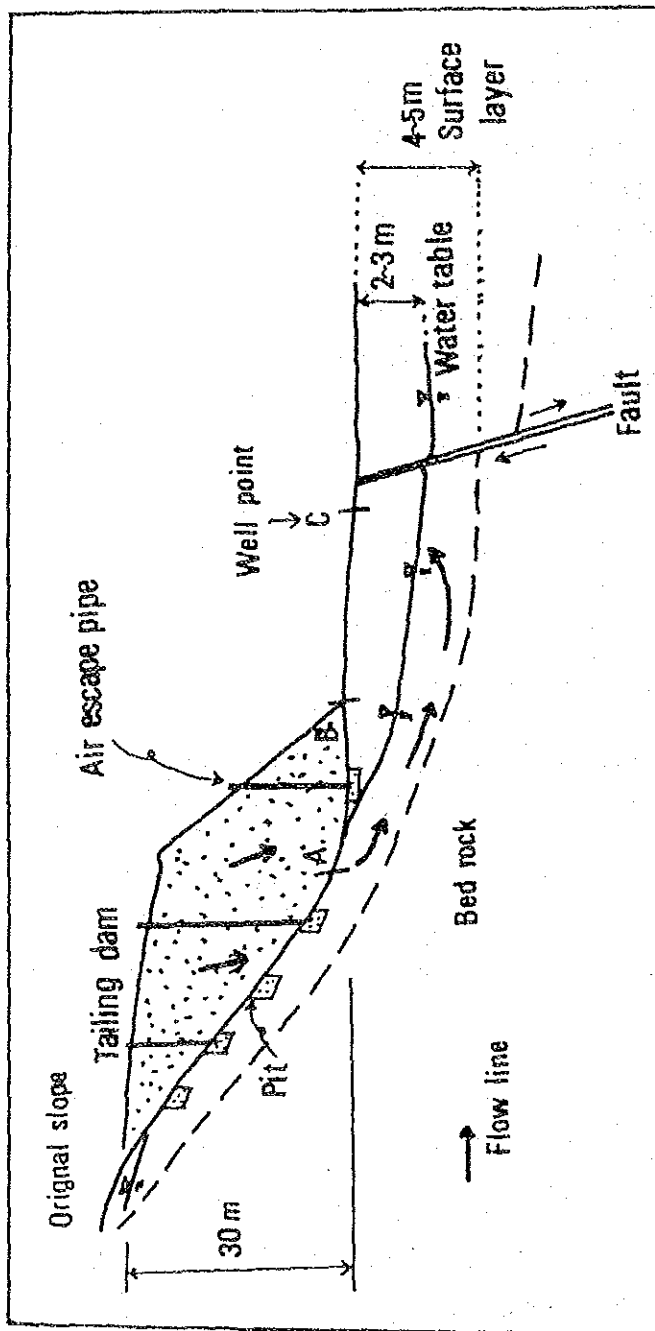 Orignal slope
Tailing dam
Air escape pipe
Well point
C
2~3 m
4~5m
Surface
layer
Water table
30 m
Pit
A
B
Bed rock
Fault
Flow line